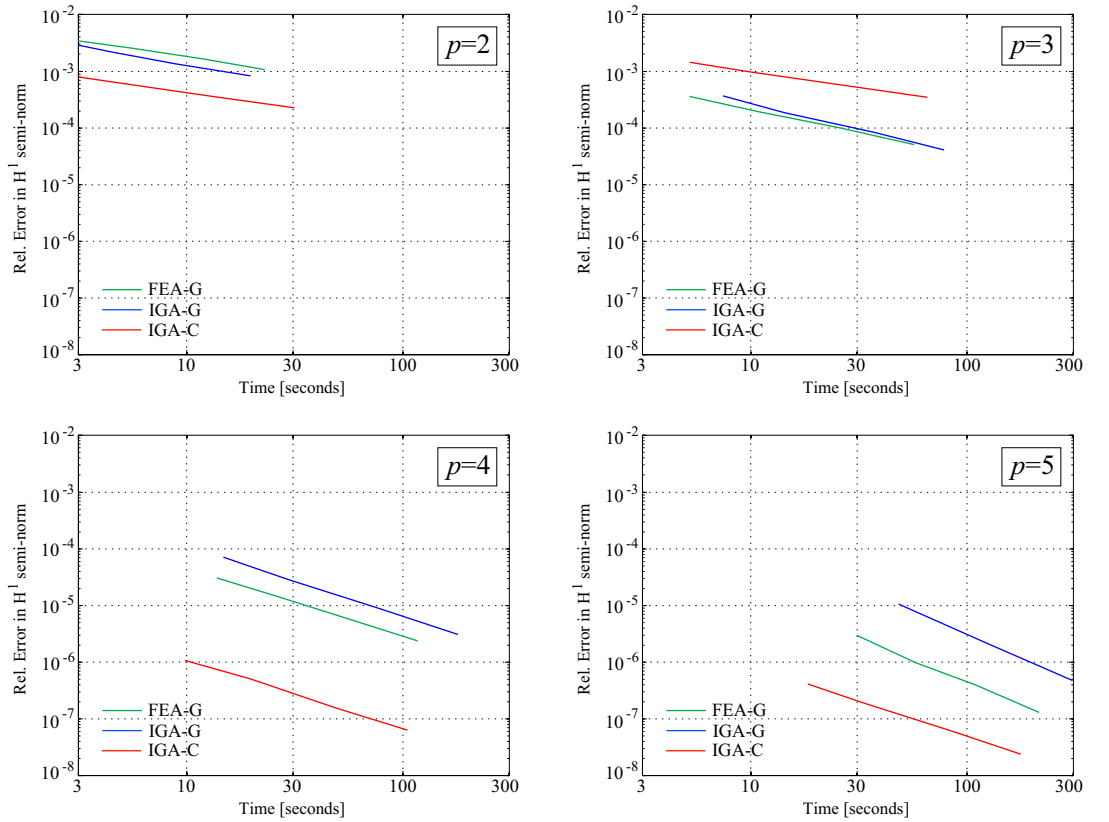 p=2
10^-2
10^-3
10^-4
10^-5
10^-6
10^-7
10^-8
Rel. Error in H^1 semi-norm
FEA-G
IGA-G
IGA-C
3 10 30 100 300
Time [seconds]
p=3
10^-2
10^-3
10^-4
10^-5
10^-6
10^-7
10^-8
Rel. Error in H^1 semi-norm
FEA-G
IGA-G
IGA-C
3 10 30 100 300
Time [seconds]
p=4
10^-2
10^-3
10^-4
10^-5
10^-6
10^-7
10^-8
Rel. Error in H^1 semi-norm
FEA-G
IGA-G
IGA-C
3 10 30 100 300
Time [seconds]
p=5
10^-2
10^-3
10^-4
10^-5
10^-6
10^-7
10^-8
Rel. Error in H^1 semi-norm
FEA-G
IGA-G
IGA-C
3 10 30 100 300
Time [seconds]